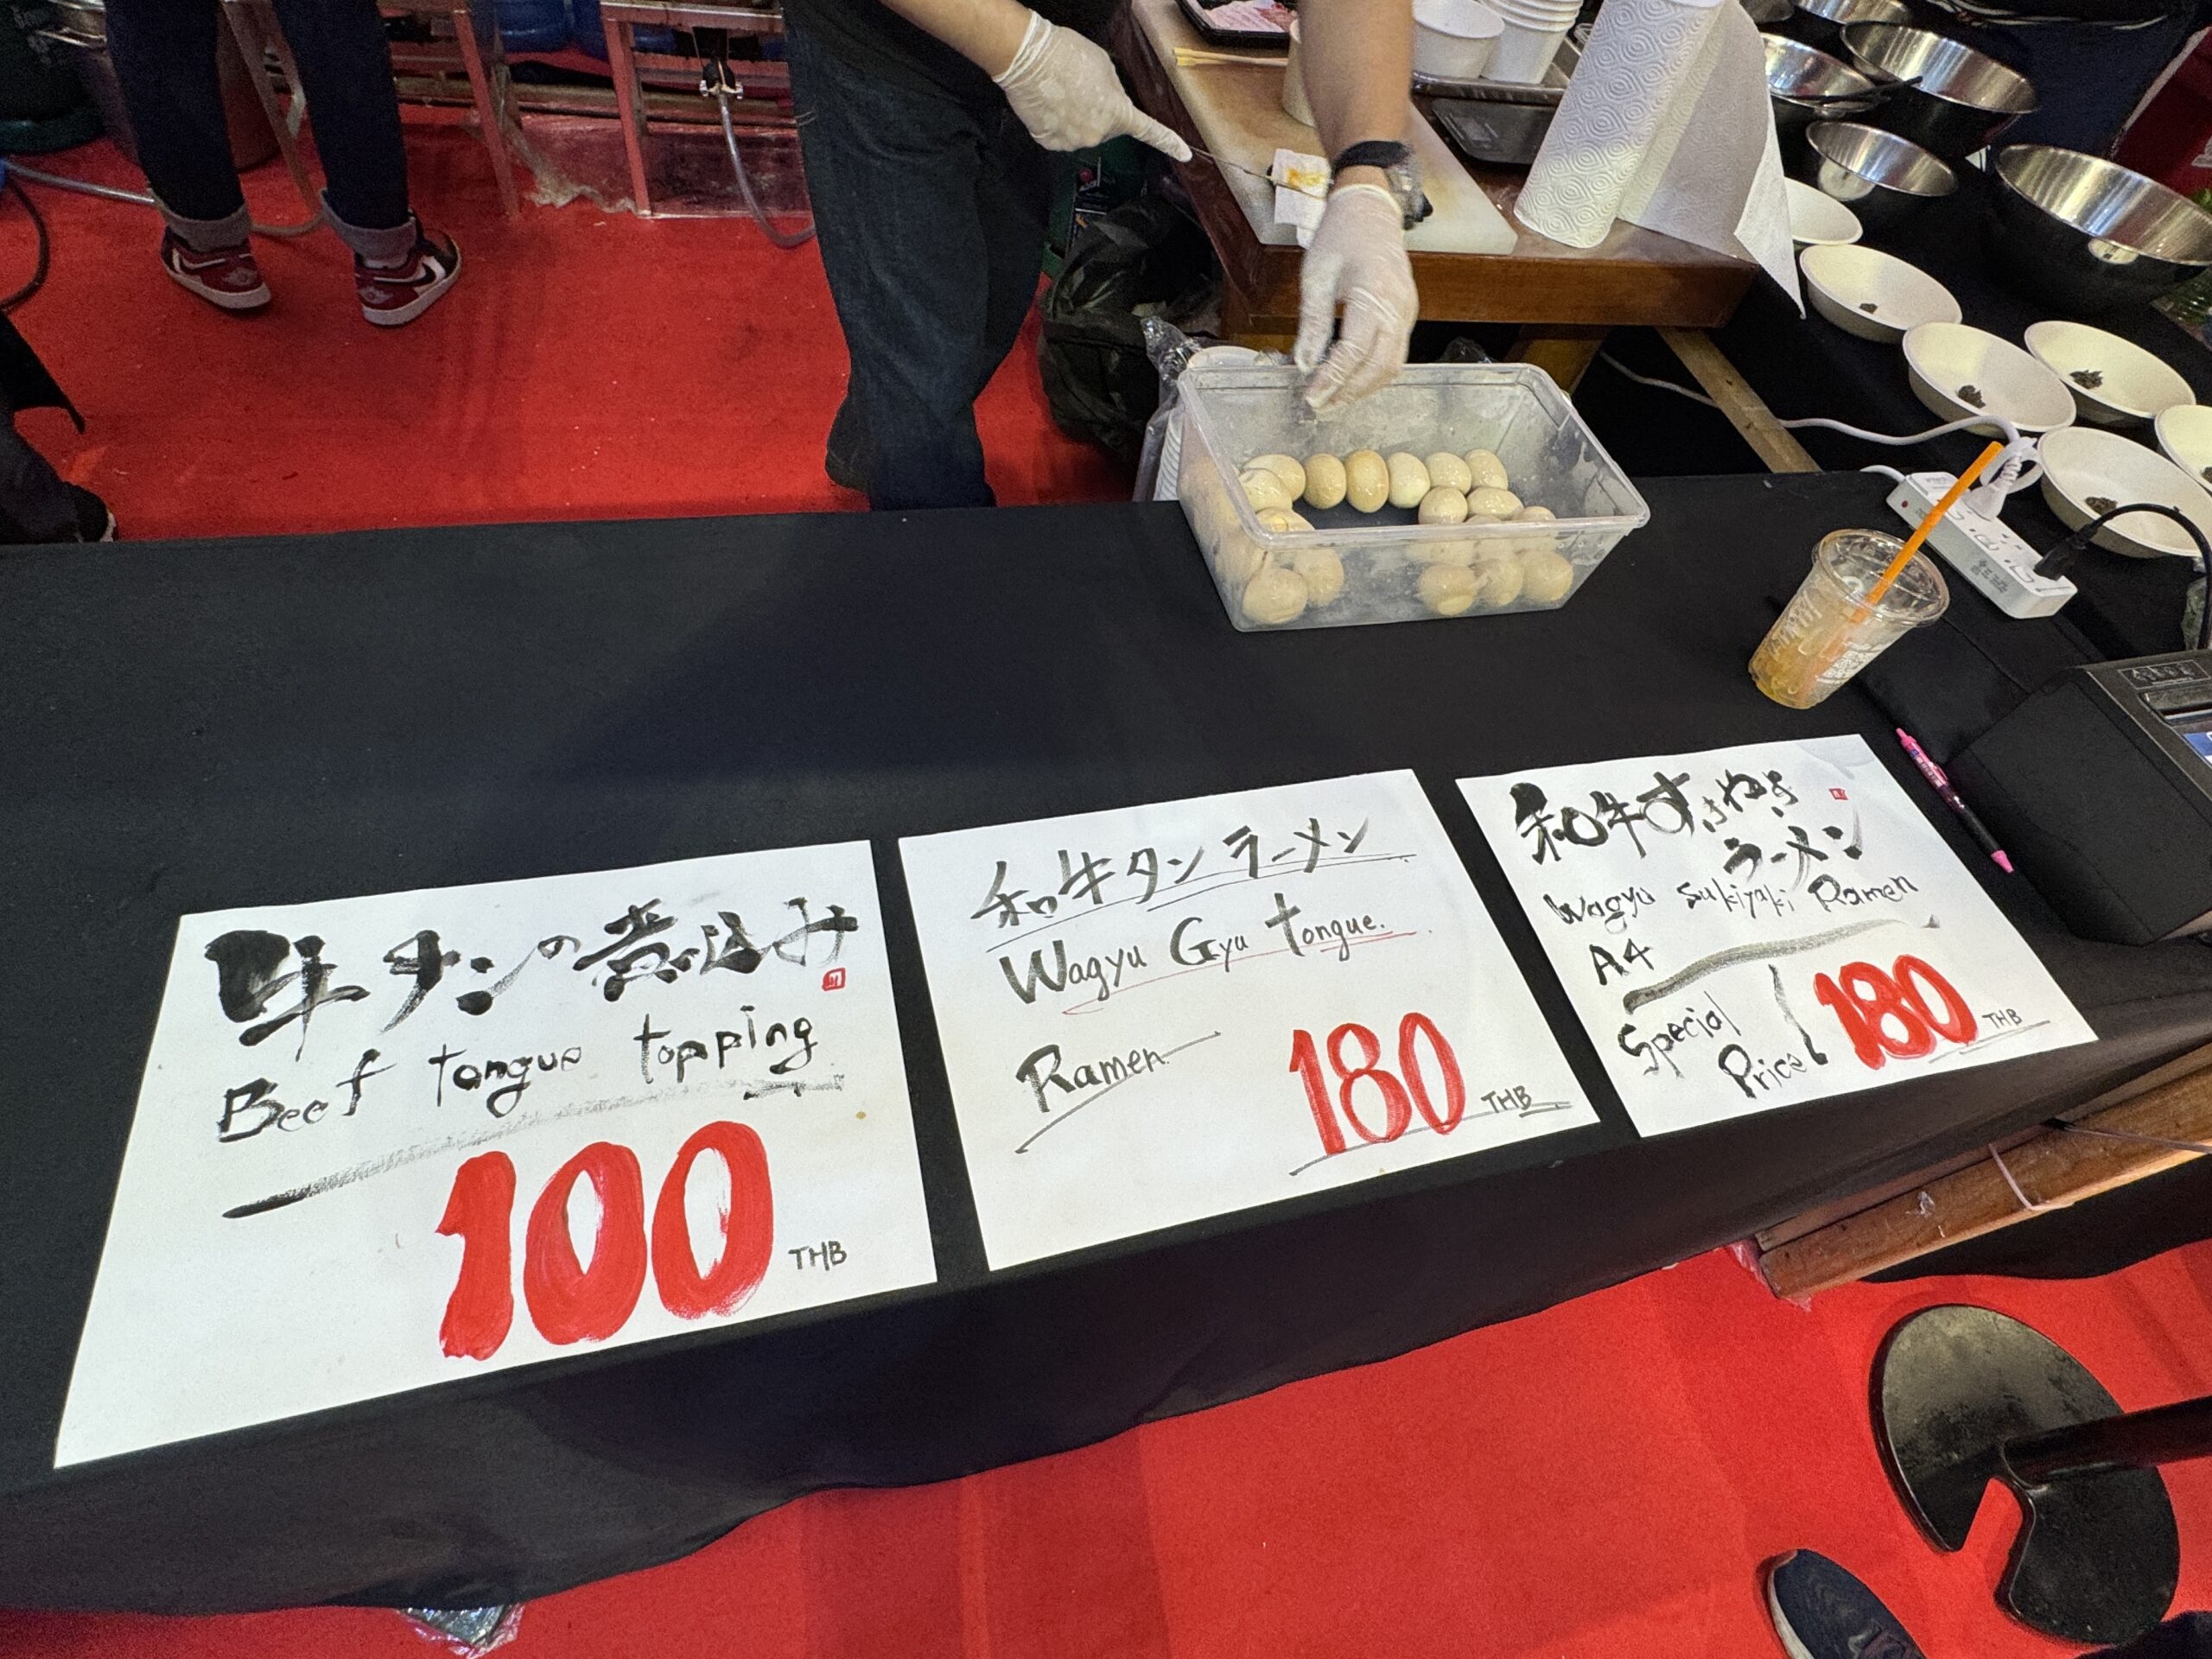 牛タンの煮込み
Beef tongue topping
100 THB
和牛タンラーメン
Wagyu Gyu tongue.
Ramen 180 THB
和牛すきやき
ラーメン
Wagyu Sukiyaki Ramen
A4
Special Price! 180 THB